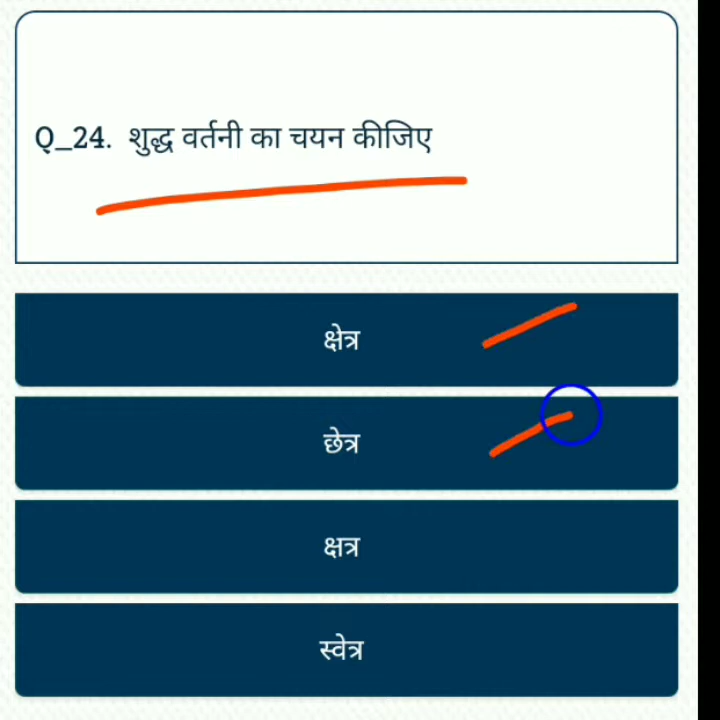 Q_24. शुद्ध वर्तनी का चयन कीजिए
क्षेत्र
छेत्र
क्षत्र
स्वेत्र